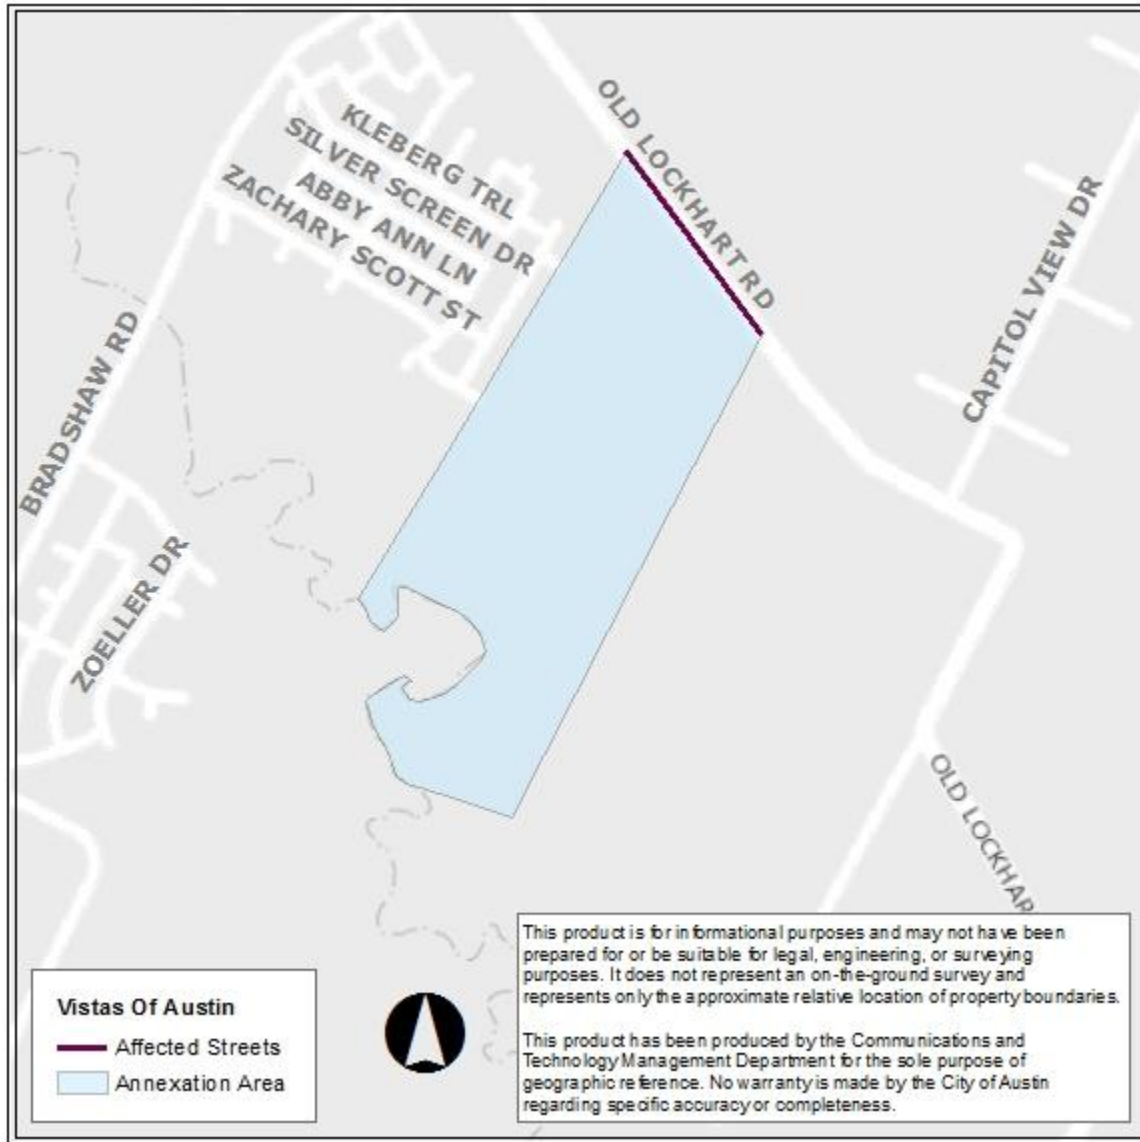 OLD LOCKHART RD
KLEBERG TRL
SILVER SCREEN DR
ABBY ANN LN
ZACHARY SCOTT ST
CAPITOL VIEW DR
BRADSHAW RD
ZOELLER DR
OLD LOCKHAR
This product is for informational purposes and may not have been
prepared for or be suitable for legal, engineering, or surveying
purposes. It does not represent an on-the-ground survey and
represents only the approximate relative location of property boundaries.
This product has been produced by the Communications and
Technology Management Department for the sole purpose of
geographic reference. No warranty is made by the City of Austin
regarding specific accuracy or completeness.
Vistas Of Austin
Affected Streets
Annexation Area